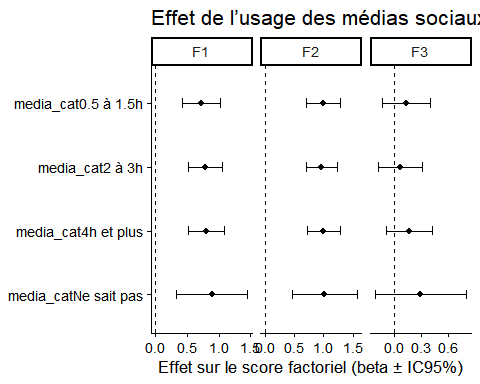 Effet de l’usage des médias sociaux
F1 F2 F3
media_cat0.5 à 1.5h
media_cat2 à 3h
media_cat4h et plus
media_catNe sait pas
0.0 0.5 1.0 1.5 0.0 0.5 1.0 1.5 0.0 0.3 0.6
Effet sur le score factoriel (beta ± IC95%)